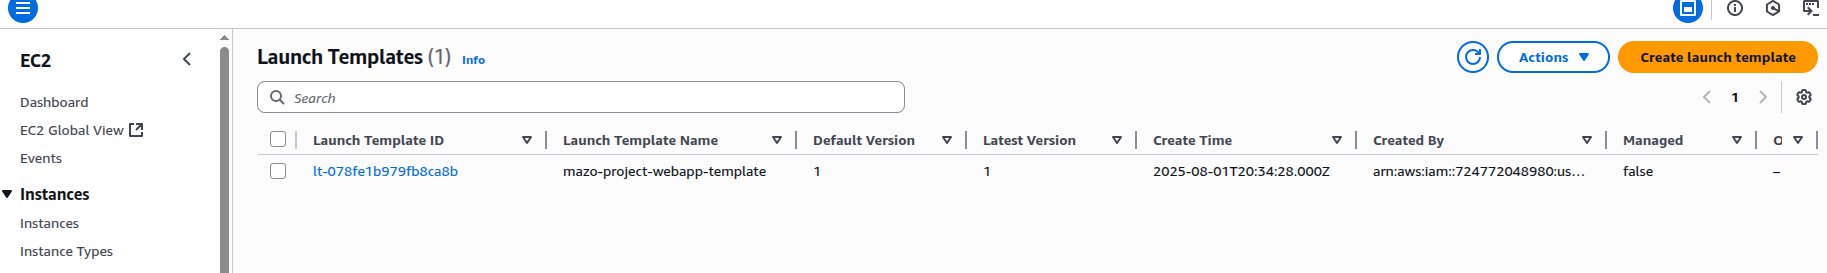 EC2
Dashboard
EC2 Global View
Events
Instances
Instances
Instance Types
Launch Templates (1) Info
Actions
Create launch template
Search
1
Launch Template ID Launch Template Name Default Version Latest Version Create Time Created By Managed O
lt-078fe1b979fb8ca8b mazo-project-webapp-template 1 1 2025-08-01T20:34:28.000Z arn:aws:iam::724772048980:us... false –